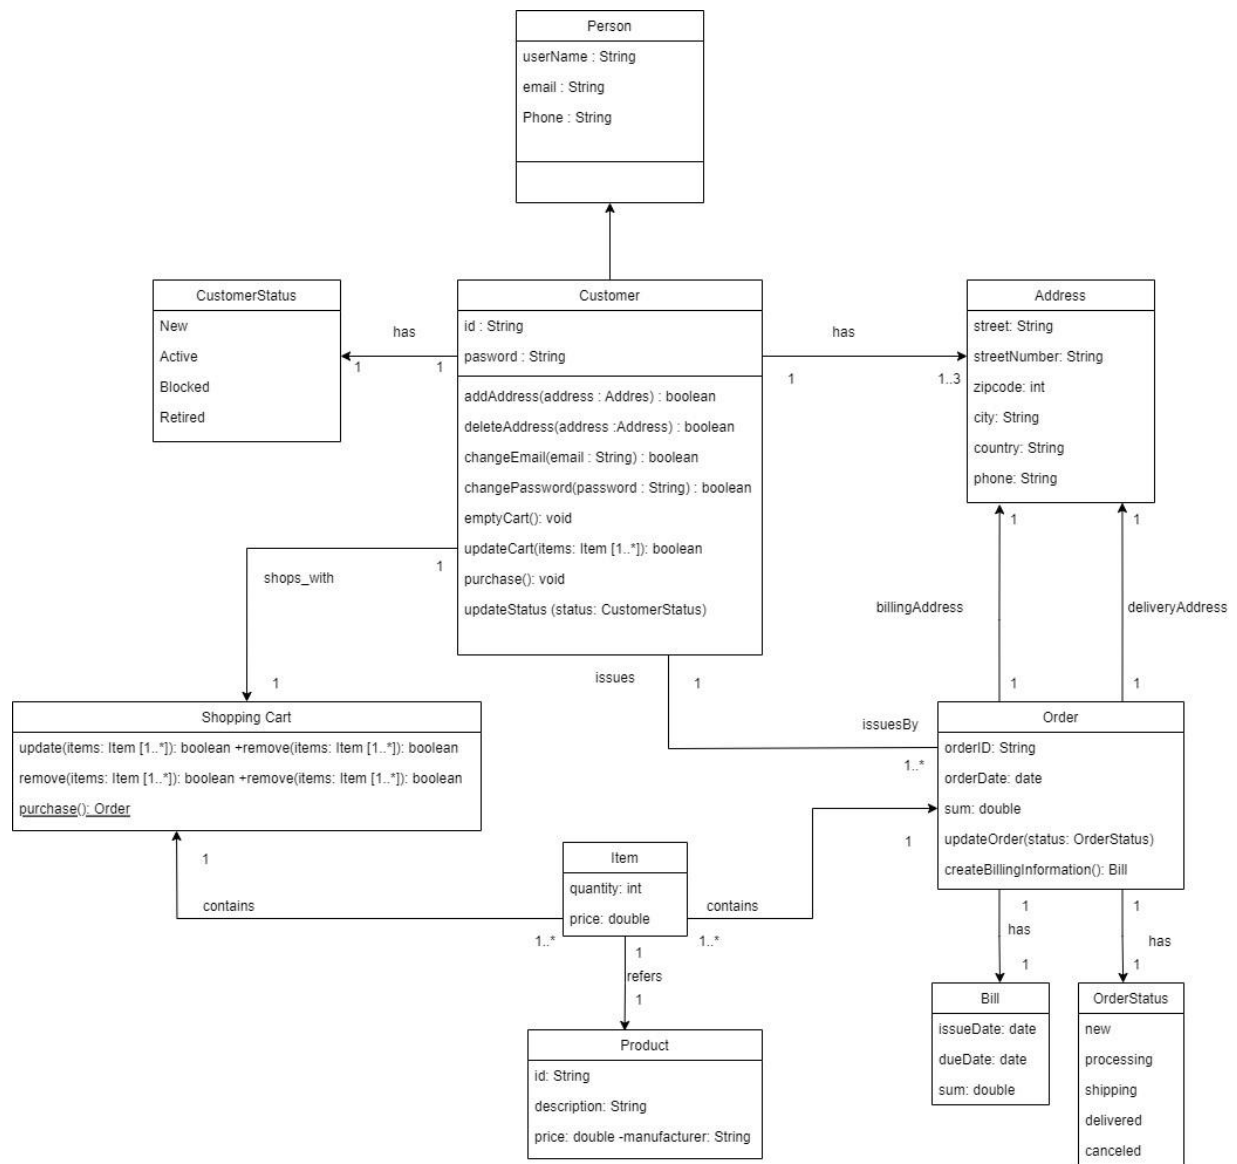 Person
userName : String
email : String
Phone : String
CustomerStatus
New
Active
Blocked
Retired
has
1
1
Customer
id : String
pasword : String
addAddress(address : Addres) : boolean
deleteAddress(address :Address) : boolean
changeEmail(email : String) : boolean
changePassword(password : String) : boolean
emptyCart(): void
updateCart(items: Item [1..*]): boolean
purchase(): void
updateStatus (status: CustomerStatus)
has
1
1..3
Address
street: String
streetNumber: String
zipcode: int
city: String
country: String
phone: String
1
1
billingAddress
deliveryAddress
1
1
shops_with
1
1
issues
1
issuesBy
1..*
Shopping Cart
update(items: Item [1..*]): boolean +remove(items: Item [1..*]): boolean
remove(items: Item [1..*]): boolean +remove(items: Item [1..*]): boolean
purchase(): Order
Order
orderID: String
orderDate: date
sum: double
updateOrder(status: OrderStatus)
createBillingInformation(): Bill
1
contains
1..*
Item
quantity: int
price: double
contains
1..*
1
1
refers
1
Product
id: String
description: String
price: double -manufacturer: String
1
has
1
1
has
1
Bill
issueDate: date
dueDate: date
sum: double
OrderStatus
new
processing
shipping
delivered
canceled